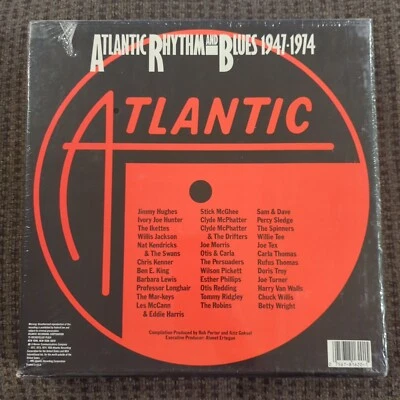 ATLANTIC RHYTHM AND BLUES 1947-1974
ATLANTIC
Jimmy Hughes
Ivory Joe Hunter
The Ikettes
Willis Jackson
Nat Kendricks
& The Swans
Chris Kenner
Ben E. King
Barbara Lewis
Professor Longhair
The Mar-keys
Les McCann
& Eddie Harris
Stick McGhee
Clyde McPhatter
Clyde McPhatter
& The Drifters
Joe Morris
Otis & Carla
The Persuaders
Wilson Pickett
Esther Phillips
Otis Redding
Tommy Ridgley
The Robins
Sam & Dave
Percy Sledge
The Spinners
Willie Tee
Joe Tex
Carla Thomas
Rufus Thomas
Doris Troy
Joe Turner
Harry Van Walls
Chuck Willis
Betty Wright
Compilation Produced by Bob Porter and
Executive Producer: Ahmet Ertegun